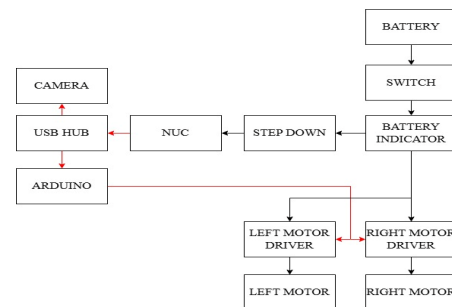 BATTERY
CAMERA
SWITCH
USB HUB
NUC
STEP DOWN
BATTERY
INDICATOR
ARDUINO
LEFT MOTOR
DRIVER
RIGHT MOTOR
DRIVER
LEFT MOTOR
RIGHT MOTOR